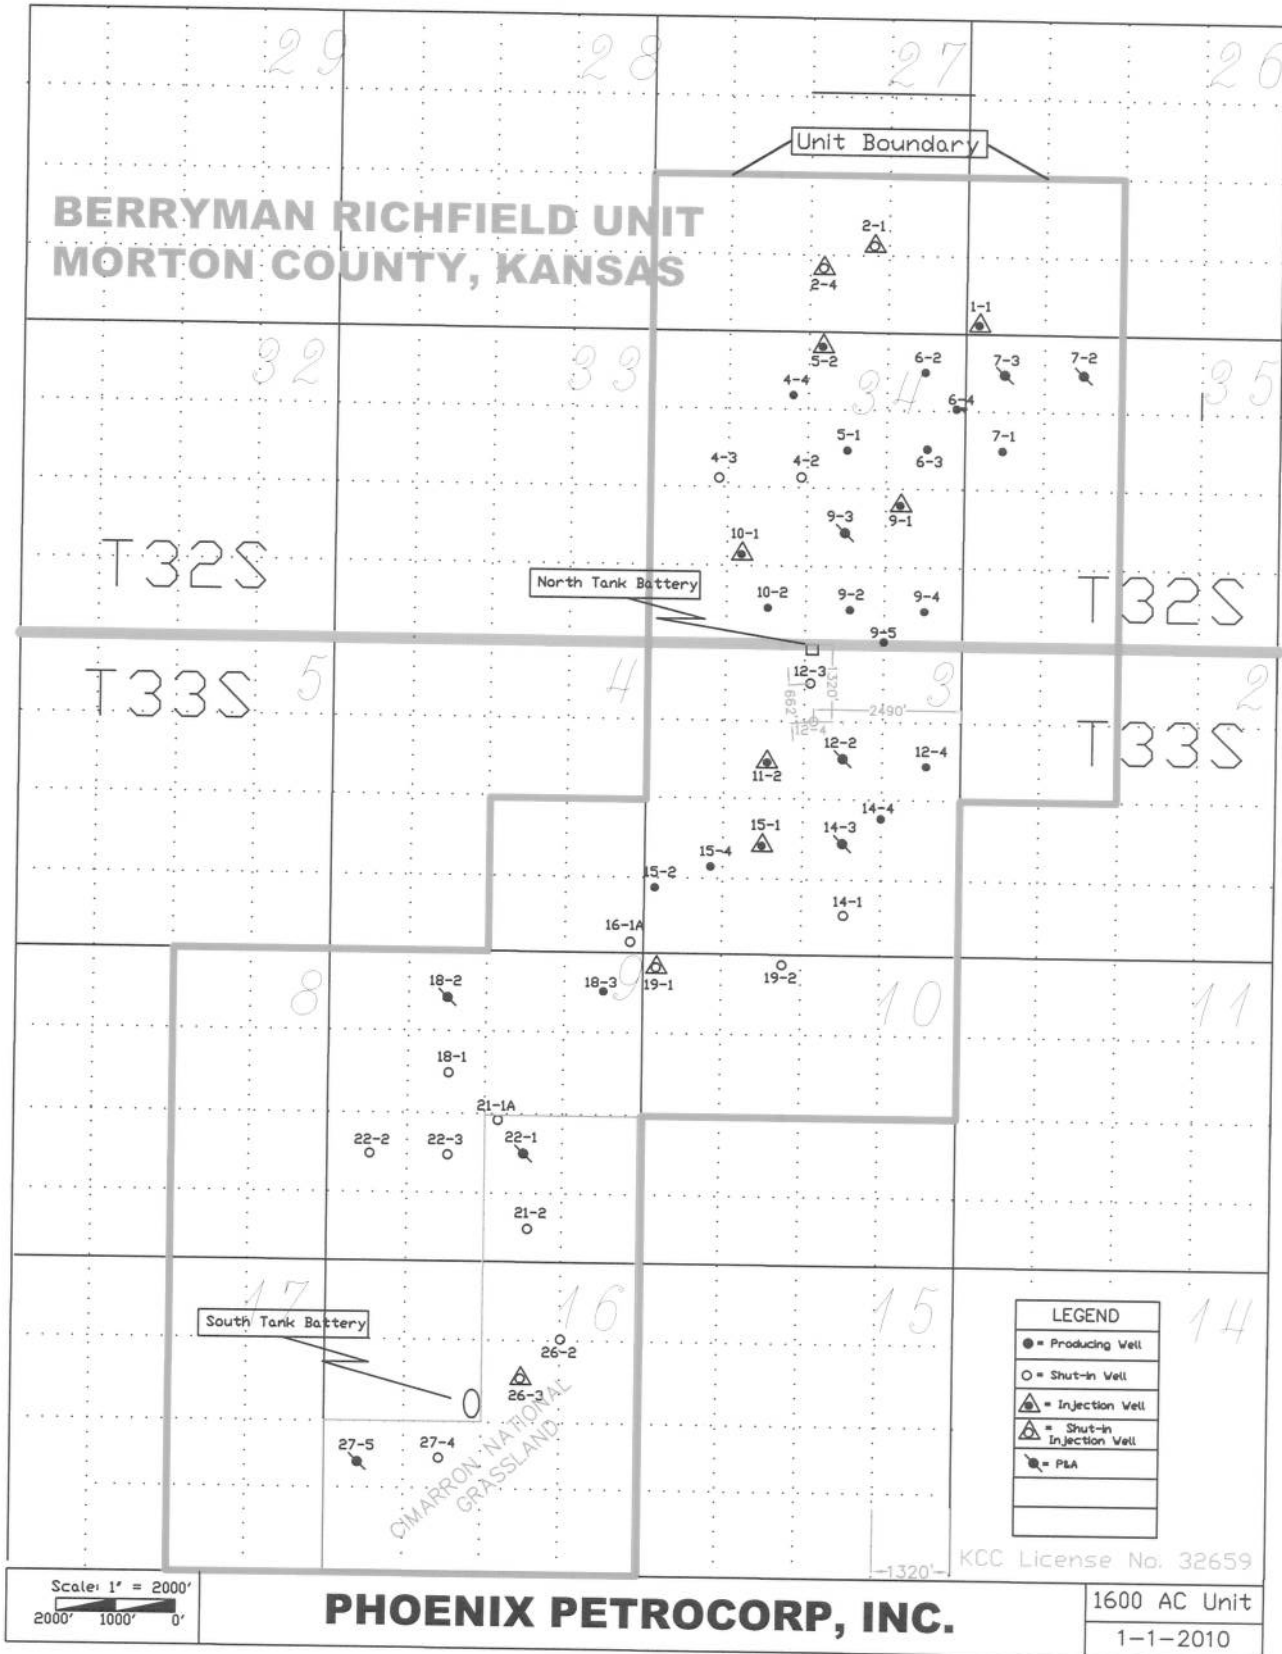 29
28
27
26
Unit Boundary
BERRYMAN RICHFIELD UNIT
MORTON COUNTY, KANSAS
2-1
2-4
1-1
5-2
32
33
34
35
6-2
7-3
7-2
4-4
6-4
5-1
6-3
7-1
4-3
4-2
9-3
9-1
10-1
T32S
T32S
North Tank Battery
10-2
9-2
9-4
9-5
T33S
5
4
3
2
12-3
1320'
662'
2490'
12-4
T33S
12-2
12-4
11-2
14-4
15-1
14-3
15-4
15-2
14-1
16-1A
8
18-2
18-3
9
19-1
19-2
10
11
18-1
21-1A
22-2
22-3
22-1
21-2
17
16
15
14
South Tank Battery
26-2
26-3
27-5
27-4
CIMARRON NATIONAL
GRASSLAND
LEGEND
= Producing Well
= Shut-in Well
= Injection Well
= Shut-in
Injection Well
= P&A
1320'
KCC License No. 32659
Scale: 1" = 2000'
2000' 1000' 0'
PHOENIX PETROCORP, INC.
1600 AC Unit
1-1-2010